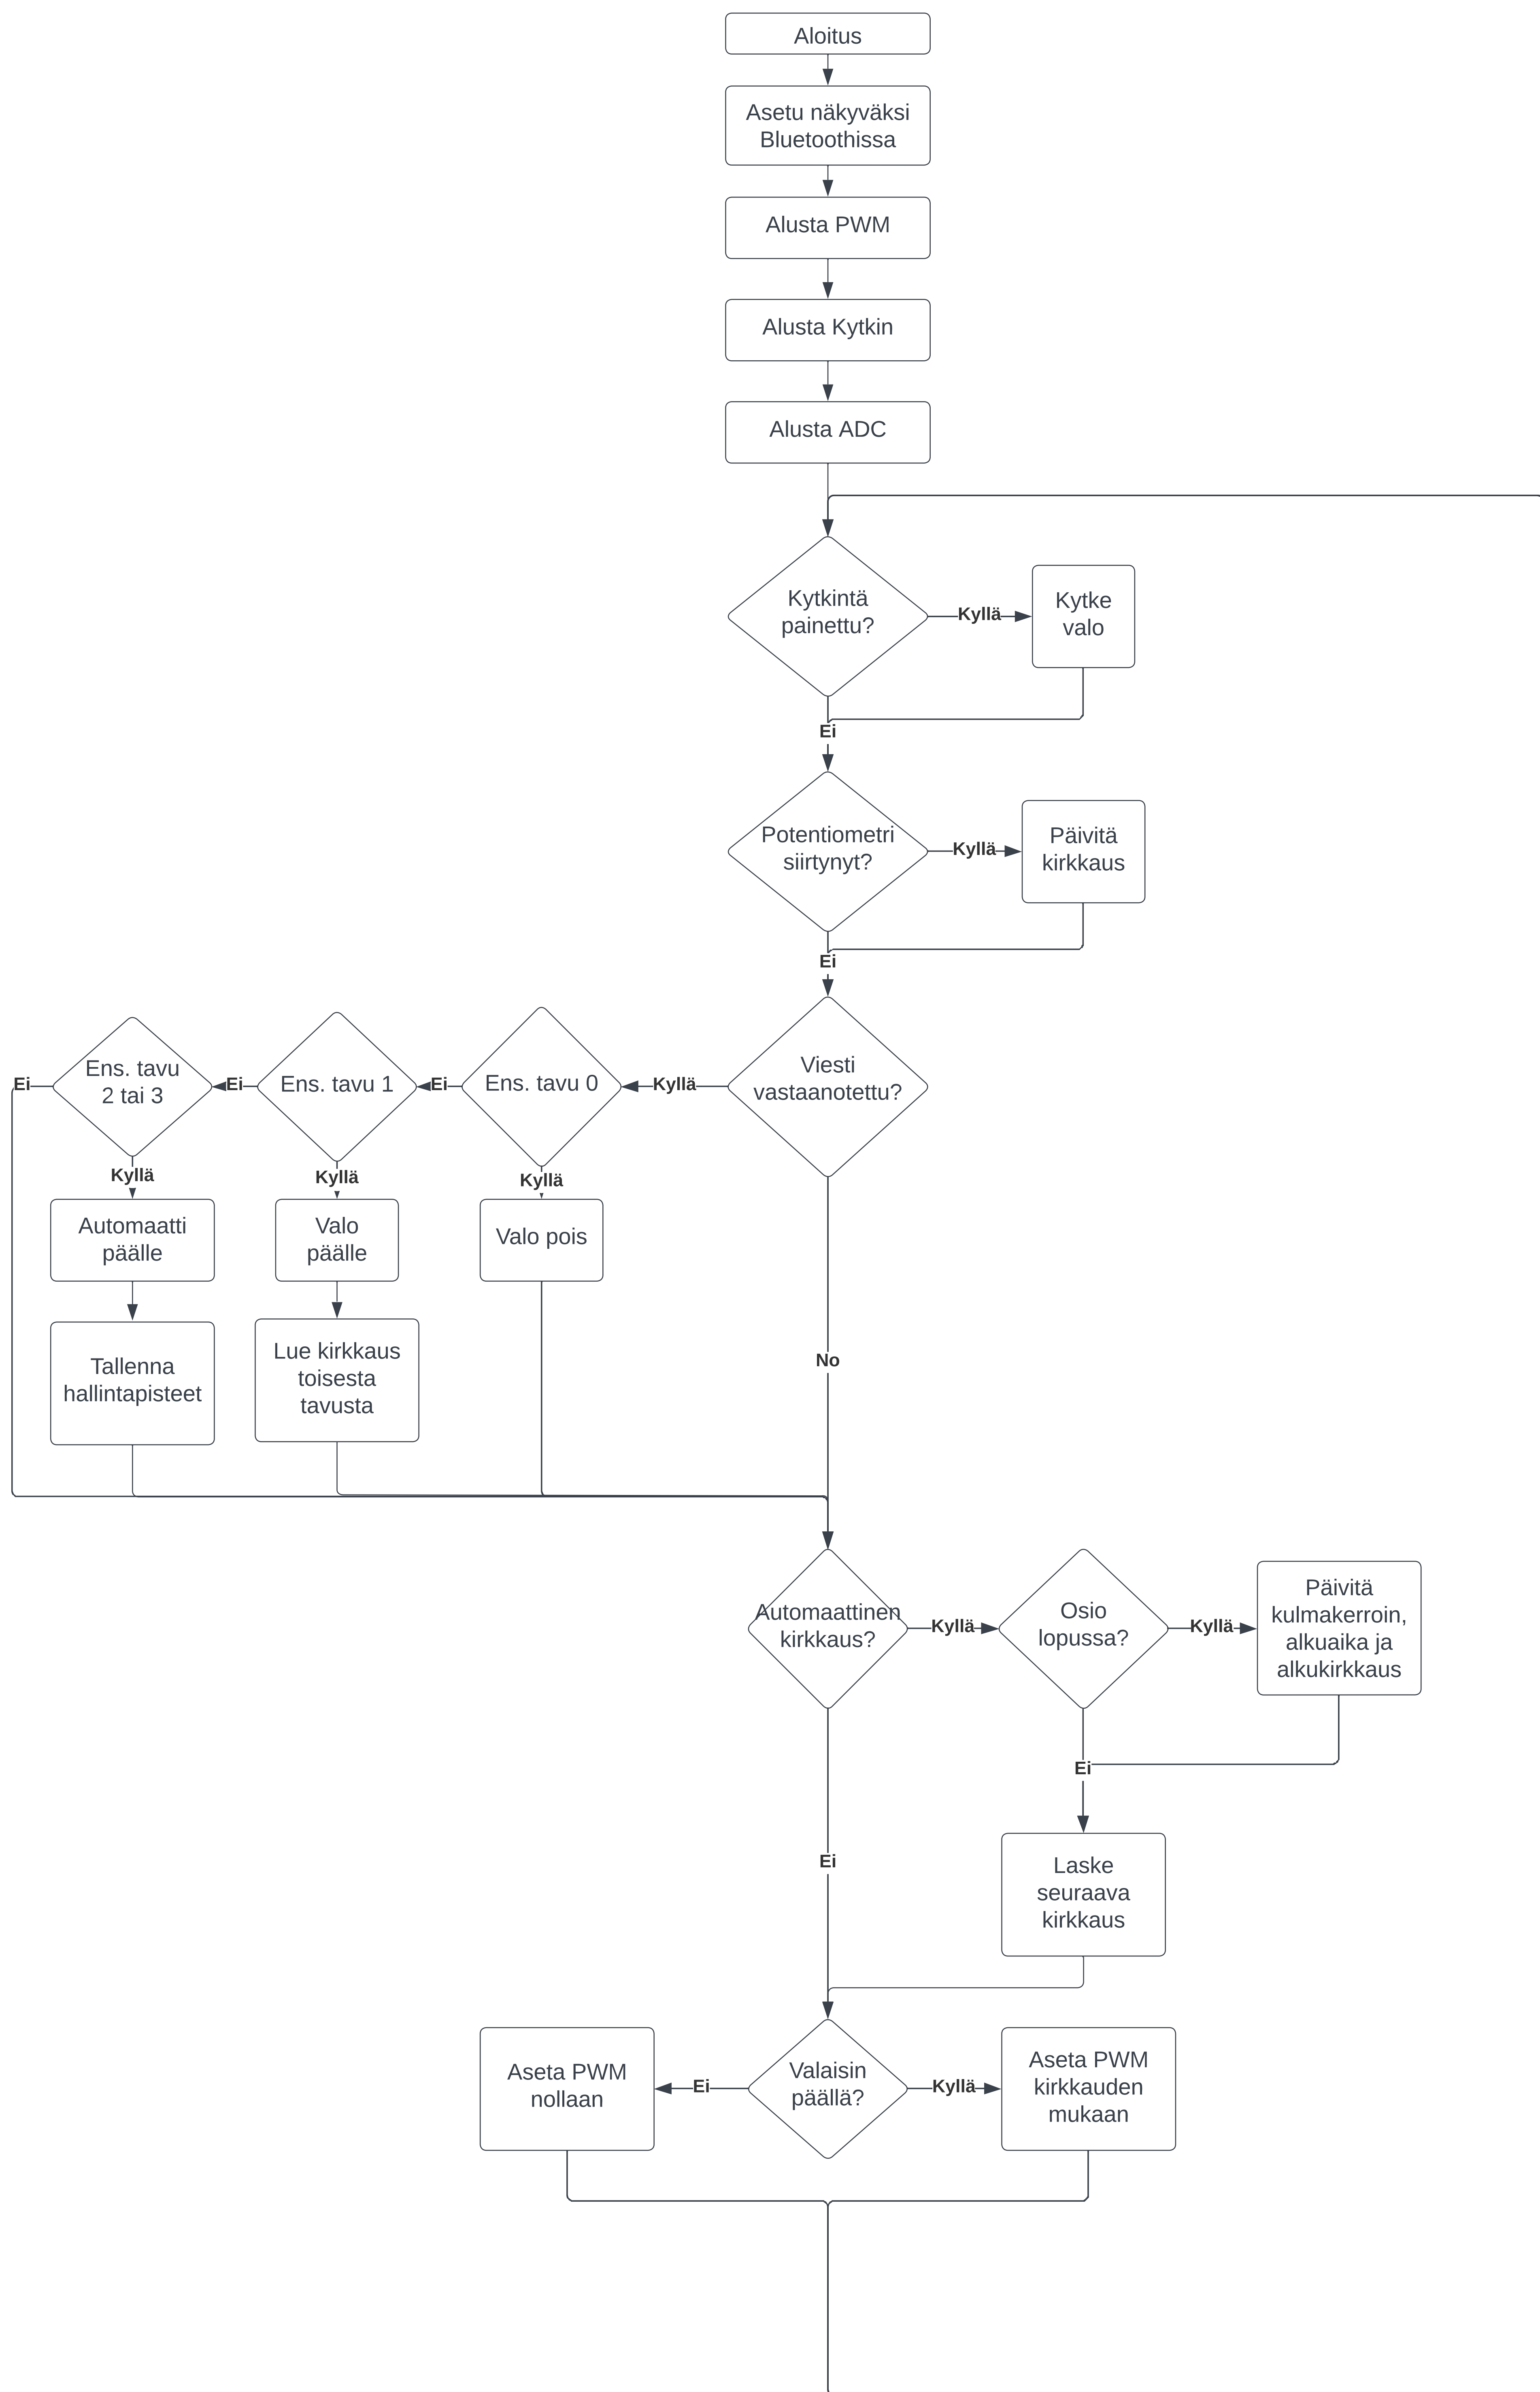 Aloitus
Asetu näkyväksi
Bluetoothissa
Alusta PWM
Alusta Kytkin
Alusta ADC
Kytkintä
painettu?
Kyllä
Kytke
valo
Ei
Potentiometri
siirtynyt?
Kyllä
Päivitä
kirkkaus
Ei
Viesti
vastaanotettu?
Kyllä
Ens. tavu 0
Ei
Ens. tavu 1
Ei
Ens. tavu
2 tai 3
Ei
Kyllä
Kyllä
Kyllä
Automaatti
päälle
Valo
päälle
Valo pois
Tallenna
hallintapisteet
Lue kirkkaus
toisesta
tavusta
No
Automaattinen
kirkkaus?
Kyllä
Osio
lopussa?
Kyllä
Päivitä
kulmakerroin,
alkuaika ja
alkukirkkaus
Ei
Ei
Laske
seuraava
kirkkaus
Aseta PWM
nollaan
Ei
Valaisin
päällä?
Kyllä
Aseta PWM
kirkkauden
mukaan